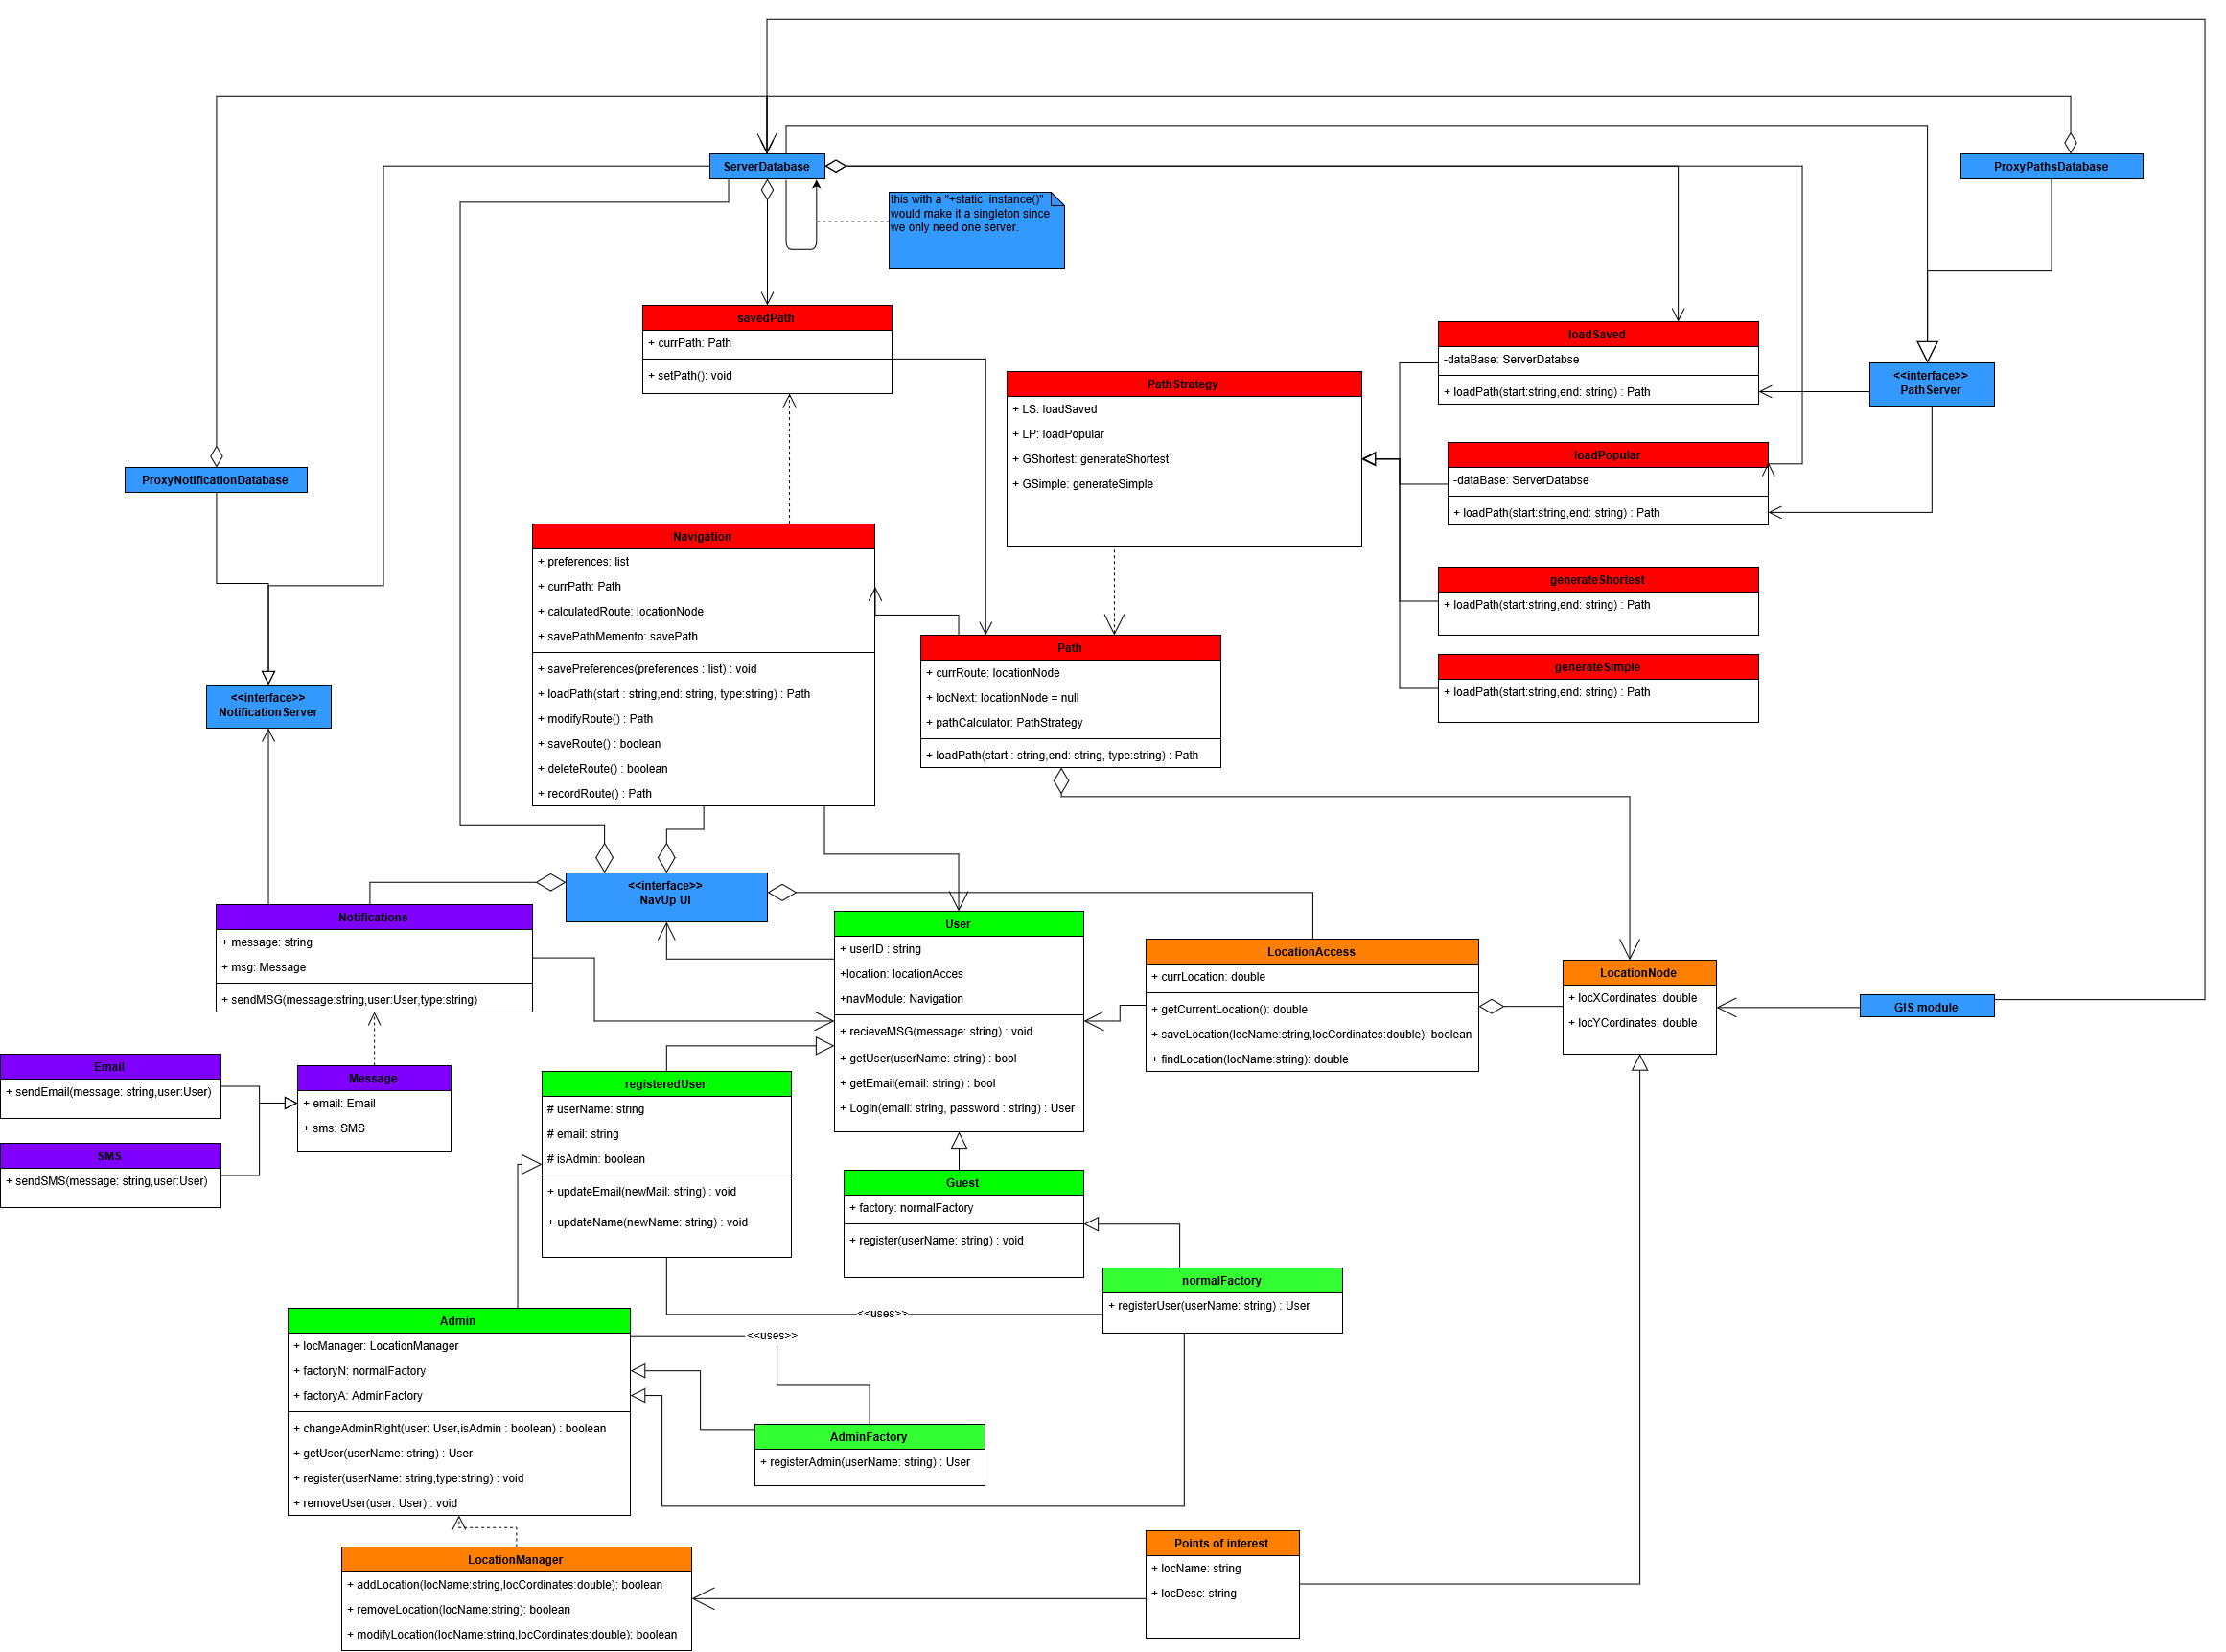 ServerDatabase
ProxyPathsDatabase
this with a "+static  instance()"
would make it a singleton since
we only need one server.
savedPath
+ currPath: Path
+ setPath(): void
PathStrategy
+ LS: loadSaved
+ LP: loadPopular
+ GShortest: generateShortest
+ GSimple: generateSimple
loadSaved
-dataBase: ServerDatabse
+ loadPath(start:string,end: string) : Path
<<interface>>
PathServer
loadPopular
-dataBase: ServerDatabse
+ loadPath(start:string,end: string) : Path
generateShortest
+ loadPath(start:string,end: string) : Path
generateSimple
+ loadPath(start:string,end: string) : Path
ProxyNotificationDatabase
<<interface>>
NotificationServer
Navigation
+ preferences: list
+ currPath: Path
+ calculatedRoute: locationNode
+ savePathMemento: savePath
+ savePreferences(preferences : list) : void
+ loadPath(start : string,end: string, type:string) : Path
+ modifyRoute() : Path
+ saveRoute() : boolean
+ deleteRoute() : boolean
+ recordRoute() : Path
Path
+ currRoute: locationNode
+ locNext: locationNode = null
+ pathCalculator: PathStrategy
+ loadPath(start : string,end: string, type:string) : Path
<<interface>>
NavUp UI
Notifications
+ message: string
+ msg: Message
+ sendMSG(message:string,user:User,type:string)
User
+ userID : string
+location: locationAcces
+navModule: Navigation
+ recieveMSG(message: string) : void
+ getUser(userName: string) : bool
+ getEmail(email: string) : bool
+ Login(email: string, password : string) : User
LocationAccess
+ currLocation: double
+ getCurrentLocation(): double
+ saveLocation(locName:string,locCordinates:double): boolean
+ findLocation(locName:string): double
LocationNode
+ locXCordinates: double
+ locYCordinates: double
GIS module
Email
+ sendEmail(message: string,user:User)
SMS
+ sendSMS(message: string,user:User)
Message
+ email: Email
+ sms: SMS
registeredUser
# userName: string
# email: string
# isAdmin: boolean
+ updateEmail(newMail: string) : void
+ updateName(newName: string) : void
Guest
+ factory: normalFactory
+ register(userName: string) : void
normalFactory
+ registerUser(userName: string) : User
<<uses>>
<<uses>>
Admin
+ locManager: LocationManager
+ factoryN: normalFactory
+ factoryA: AdminFactory
+ changeAdminRight(user: User,isAdmin : boolean) : boolean
+ getUser(userName: string) : User
+ register(userName: string,type:string) : void
+ removeUser(user: User) : void
AdminFactory
+ registerAdmin(userName: string) : User
LocationManager
+ addLocation(locName:string,locCordinates:double): boolean
+ removeLocation(locName:string): boolean
+ modifyLocation(locName:string,locCordinates:double): boolean
Points of interest
+ locName: string
+ locDesc: string